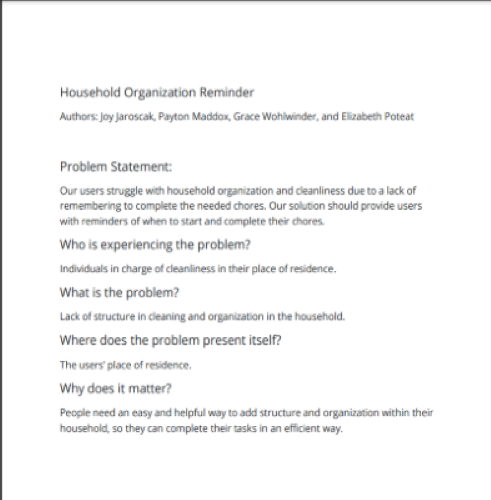 Household Organization Reminder
Authors: Joy Jaroscak, Payton Maddox, Grace Wohlwinder, and Elizabeth Poteat
Problem Statement:
Our users struggle with household organization and cleanliness due to a lack of
remembering to complete the needed chores. Our solution should provide users
with reminders of when to start and complete their chores.
Who is experiencing the problem?
Individuals in charge of cleanliness in their place of residence.
What is the problem?
Lack of structure in cleaning and organization in the household.
Where does the problem present itself?
The users' place of residence.
Why does it matter?
People need an easy and helpful way to add structure and organization within their
household, so they can complete their tasks in an efficient way.